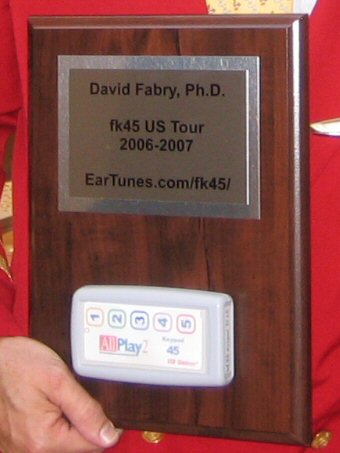 David Fabry, Ph.D.
fk45 US Tour
2006-2007
EarTunes.com/fk45/
1 2 3 4 5
AllPlay2
Keypad
45